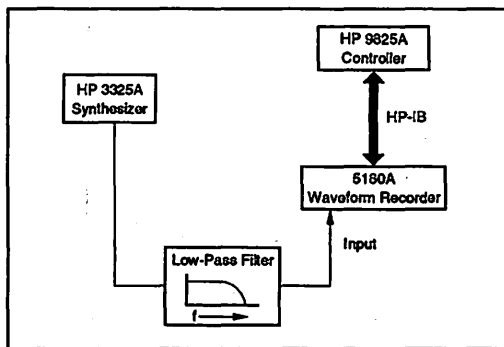 HP 9825A
Controller
HP 3325A
Synthesizer
HP-IB
5180A
Waveform Recorder
Input
Low-Pass Filter
f